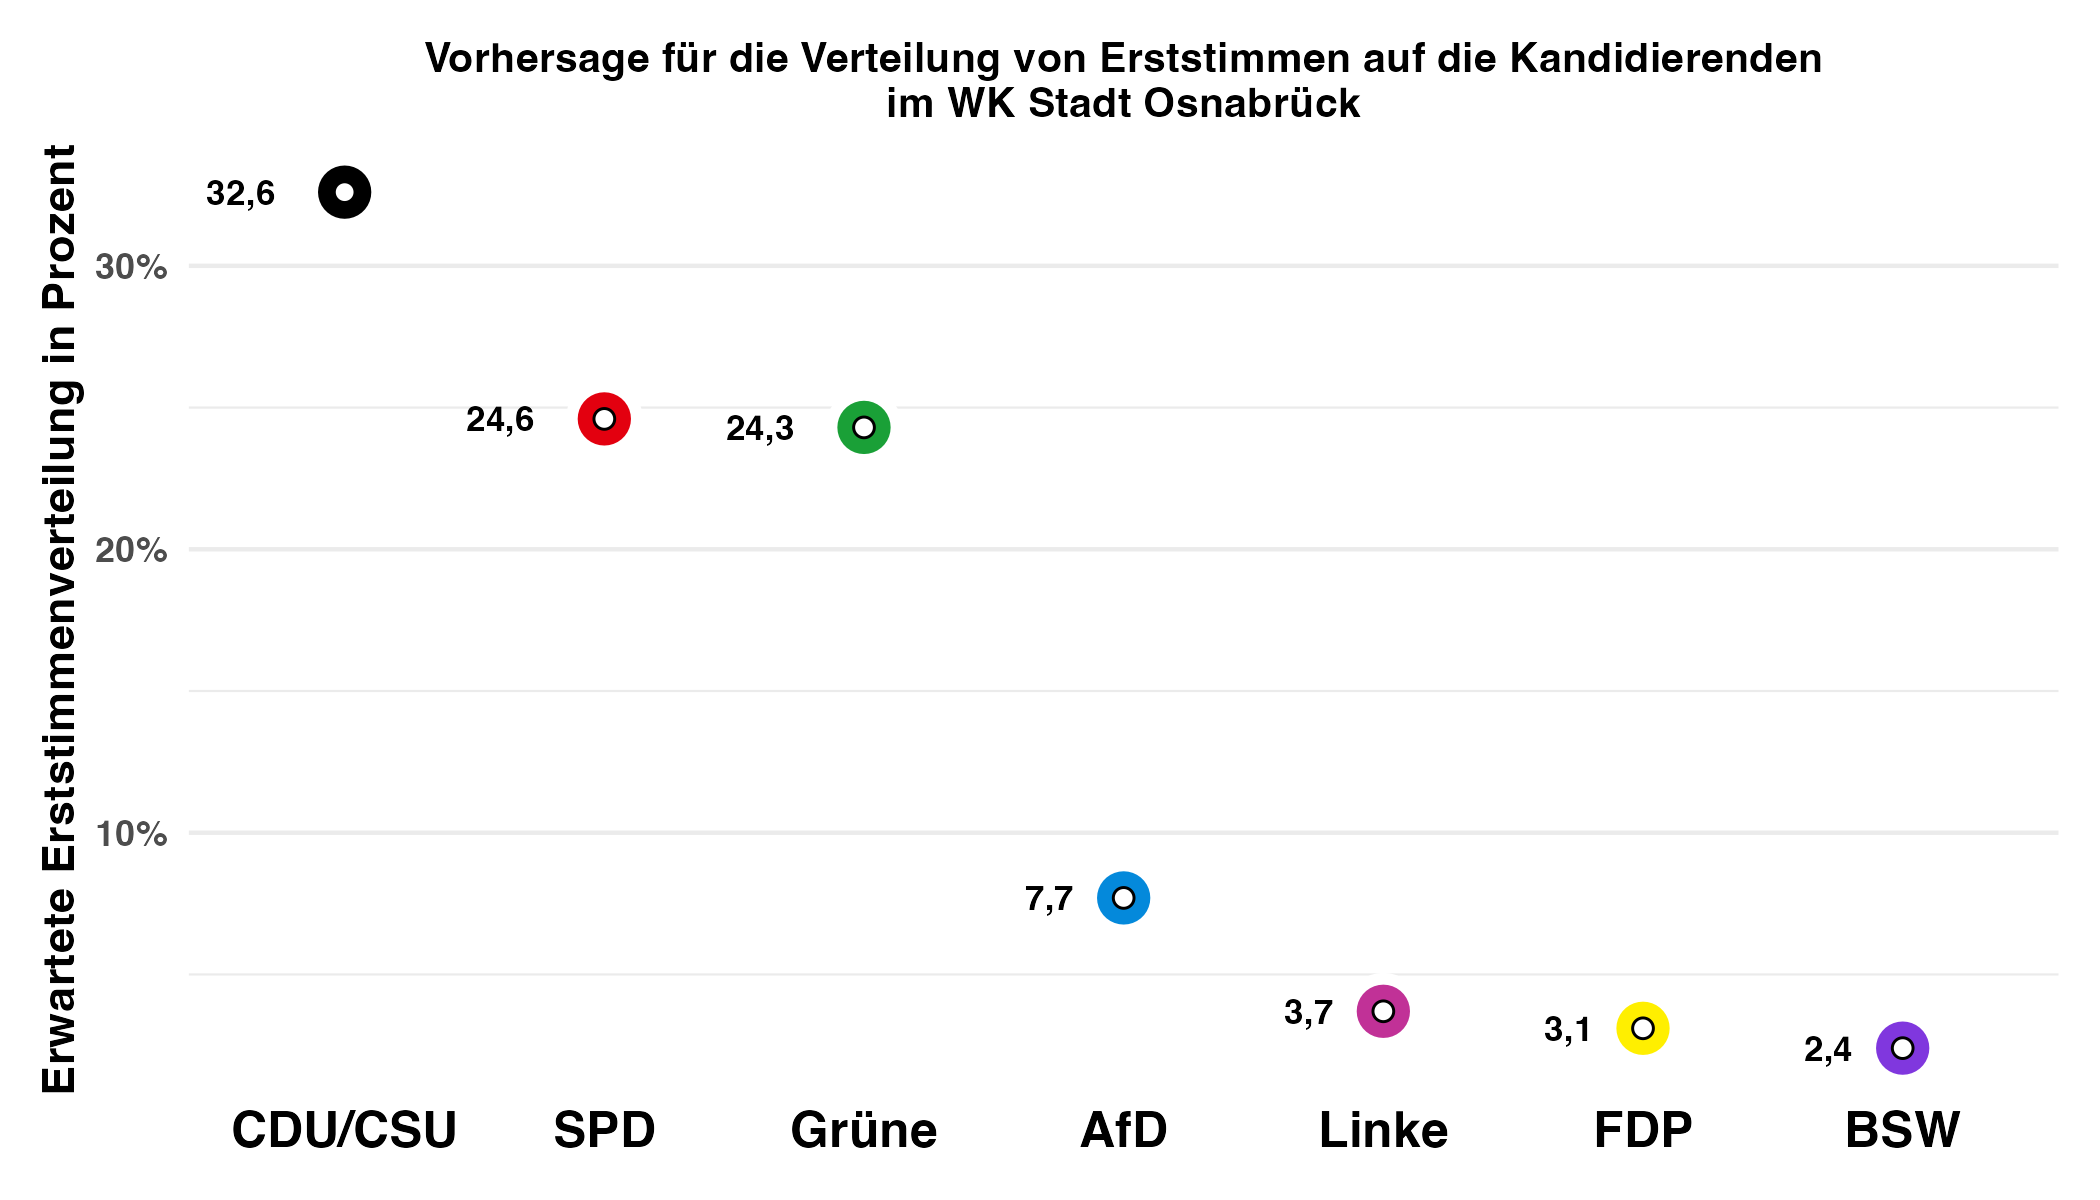 Vorhersage für die Verteilung von Erststimmen auf die Kandidierenden
im WK Stadt Osnabrück
Erwartete Erststimmenverteilung in Prozent
30%
20%
10%
32,6
24,6
24,3
7,7
3,7
3,1
2,4
CDU/CSU
SPD
Grüne
AfD
Linke
FDP
BSW